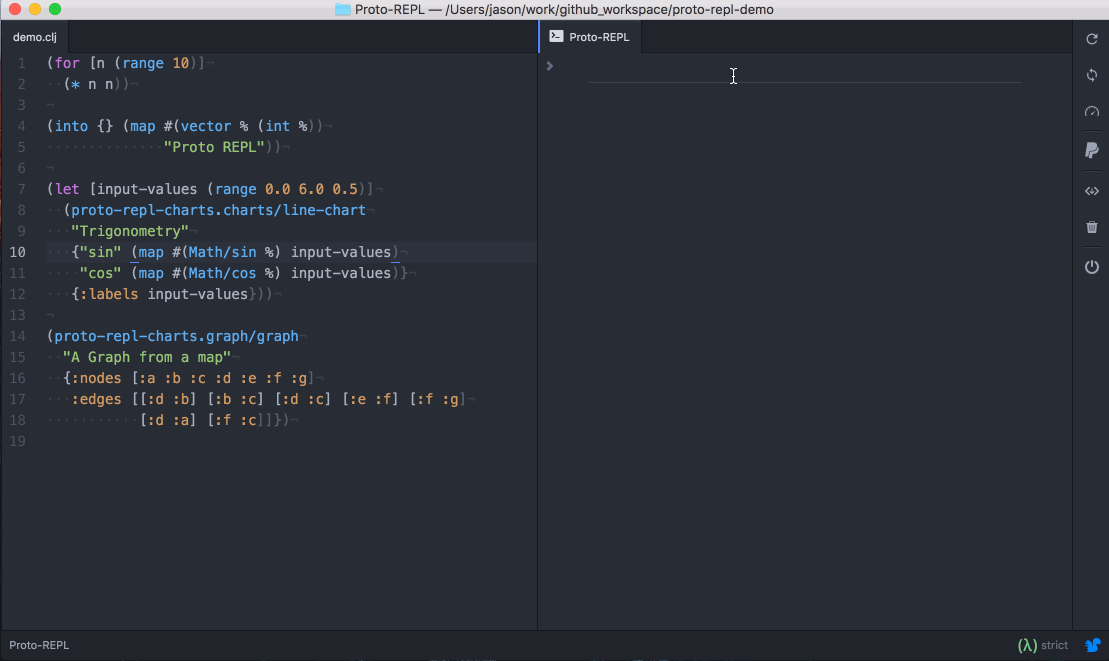 Proto-REPL — /Users/jason/work/github_workspace/proto-repl-demo
demo.clj
Proto-REPL
1 (for [n (range 10)]¬
2 ··(* n n))¬
3 ¬
4 (into {} (map #(vector % (int %))¬
5 ··············"Proto REPL"))¬
6 ¬
7 (let [input-values (range 0.0 6.0 0.5)]¬
8 ··(proto-repl-charts.charts/line-chart¬
9 ···"Trigonometry"¬
10 ···{"sin" (map #(Math/sin %) input-values)¬
11 ····"cos" (map #(Math/cos %) input-values)}¬
12 ···{:labels input-values}))¬
13 ¬
14 (proto-repl-charts.graph/graph¬
15 ··"A Graph from a map"¬
16 ··{:nodes [:a :b :c :d :e :f :g]¬
17 ···:edges [[:d :b] [:b :c] [:d :c] [:e :f] [:f :g]¬
18 ···········[:d :a] [:f :c]]})¬
19
Proto-REPL
(λ) strict